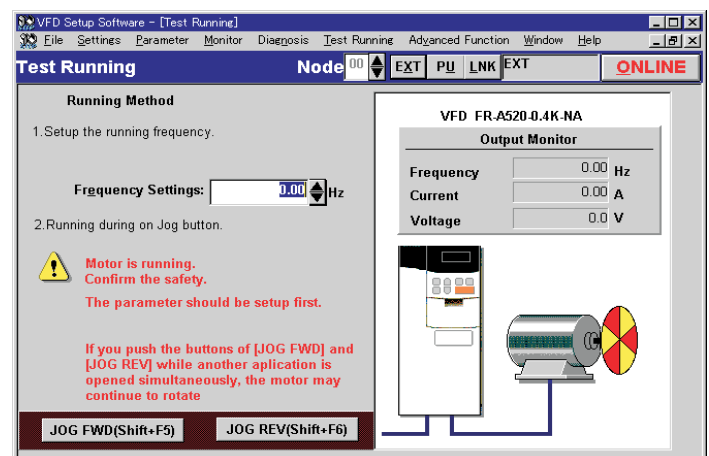 VFD Setup Software - [Test Running]
File Settings Parameter Monitor Diagnosis Test Running Advanced Function Window Help
Test Running Node 00 EXT PU LNK EXT ONLINE
Running Method
1.Setup the running frequency.
Frequency Settings: 0.00 Hz
2.Running during on Jog button.
Motor is running.
Confirm the safety.
The parameter should be setup first.
If you push the buttons of [JOG FWD] and
[JOG REV] while another aplication is
opened simultaneously, the motor may
continue to rotate
JOG FWD(Shift+F5) JOG REV(Shift+F6)
VFD FR-A520-0.4K-NA
Output Monitor
Frequency 0.00 Hz
Current 0.00 A
Voltage 0.0 V